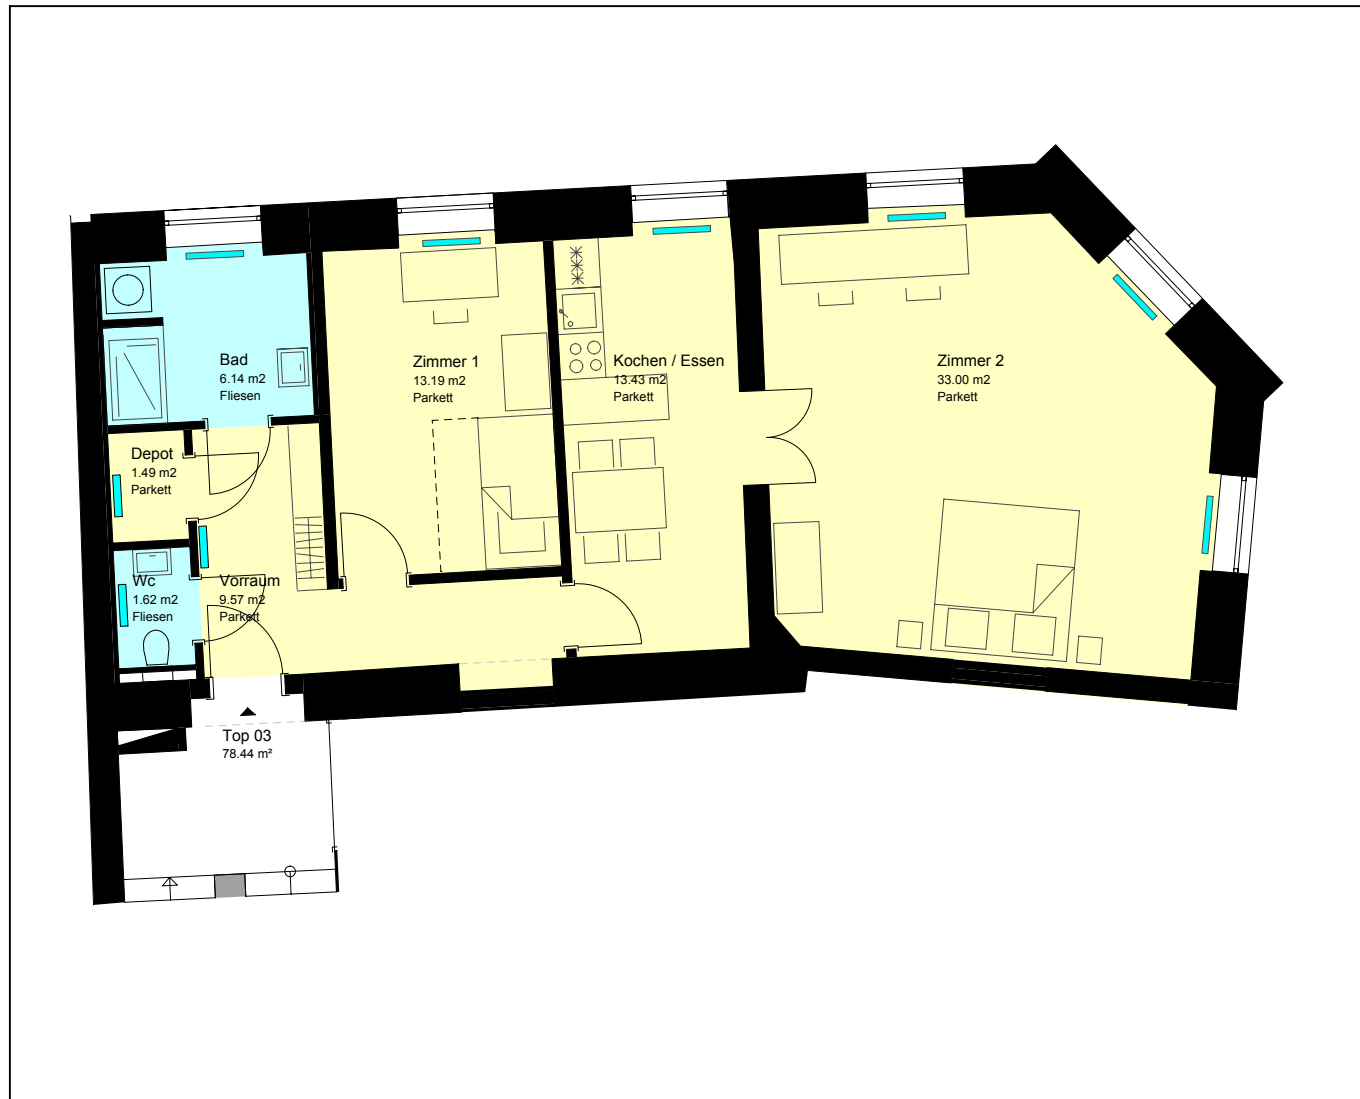 Bad
6.14 m2
Fliesen
Zimmer 1
13.19 m2
Parkett
Kochen / Essen
13.43 m2
Parkett
Zimmer 2
33.00 m2
Parkett
Depot
1.49 m2
Parkett
Wc
1.62 m2
Fliesen
Vorraum
9.57 m2
Parkett
Top 03
78.44 m²